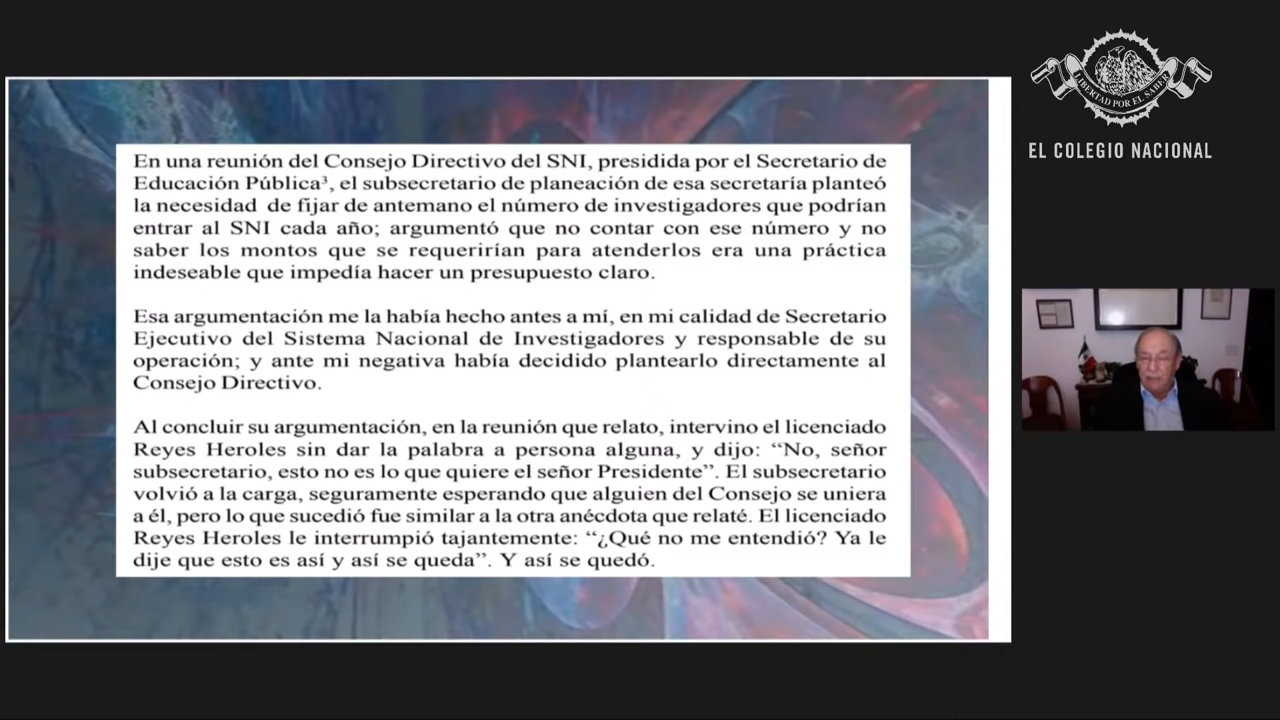 En una reunión del Consejo Directivo del SNI, presidida por el Secretario de
Educación Pública³, el subsecretario de planeación de esa secretaría planteó
la necesidad de fijar de antemano el número de investigadores que podrían
entrar al SNI cada año; argumentó que no contar con ese número y no
saber los montos que se requerirían para atenderlos era una práctica
indeseable que impedía hacer un presupuesto claro.
Esa argumentación me la había hecho antes a mí, en mi calidad de Secretario
Ejecutivo del Sistema Nacional de Investigadores y responsable de su
operación; y ante mi negativa había decidido plantearlo directamente al
Consejo Directivo.
Al concluir su argumentación, en la reunión que relato, intervino el licenciado
Reyes Heroles sin dar la palabra a persona alguna, y dijo: “No, señor
subsecretario, esto no es lo que quiere el señor Presidente”. El subsecretario
volvió a la carga, seguramente esperando que alguien del Consejo se uniera
a él, pero lo que sucedió fue similar a la otra anécdota que relaté. El licenciado
Reyes Heroles le interrumpió tajantemente: “¿Qué no me entendió? Ya le
dije que esto es así y así se queda”. Y así se quedó.
LIBERTAD POR EL SABER
EL COLEGIO NACIONAL